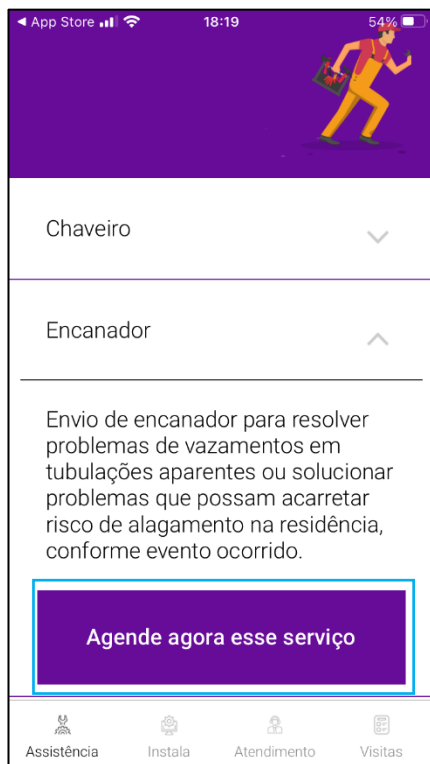 App Store 18:19 54%
Chaveiro
Encanador
Envio de encanador para resolver
problemas de vazamentos em
tubulações aparentes ou solucionar
problemas que possam acarretar
risco de alagamento na residência,
conforme evento ocorrido.
Agende agora esse serviço
Assistência Instala Atendimento Visitas